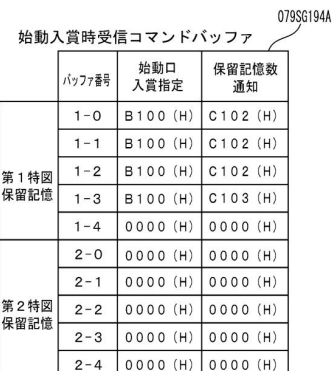 079SG194A
始動入賞時受信コマンドバッファ
バッファ番号 始動口 入賞指定 保留記憶数 通知
第1特図 保留記憶
1-0 B100(H) C102(H)
1-1 B100(H) C102(H)
1-2 B100(H) C102(H)
1-3 B100(H) C103(H)
1-4 0000(H) 0000(H)
第2特図 保留記憶
2-0 0000(H) 0000(H)
2-1 0000(H) 0000(H)
2-2 0000(H) 0000(H)
2-3 0000(H) 0000(H)
2-4 0000(H) 0000(H)